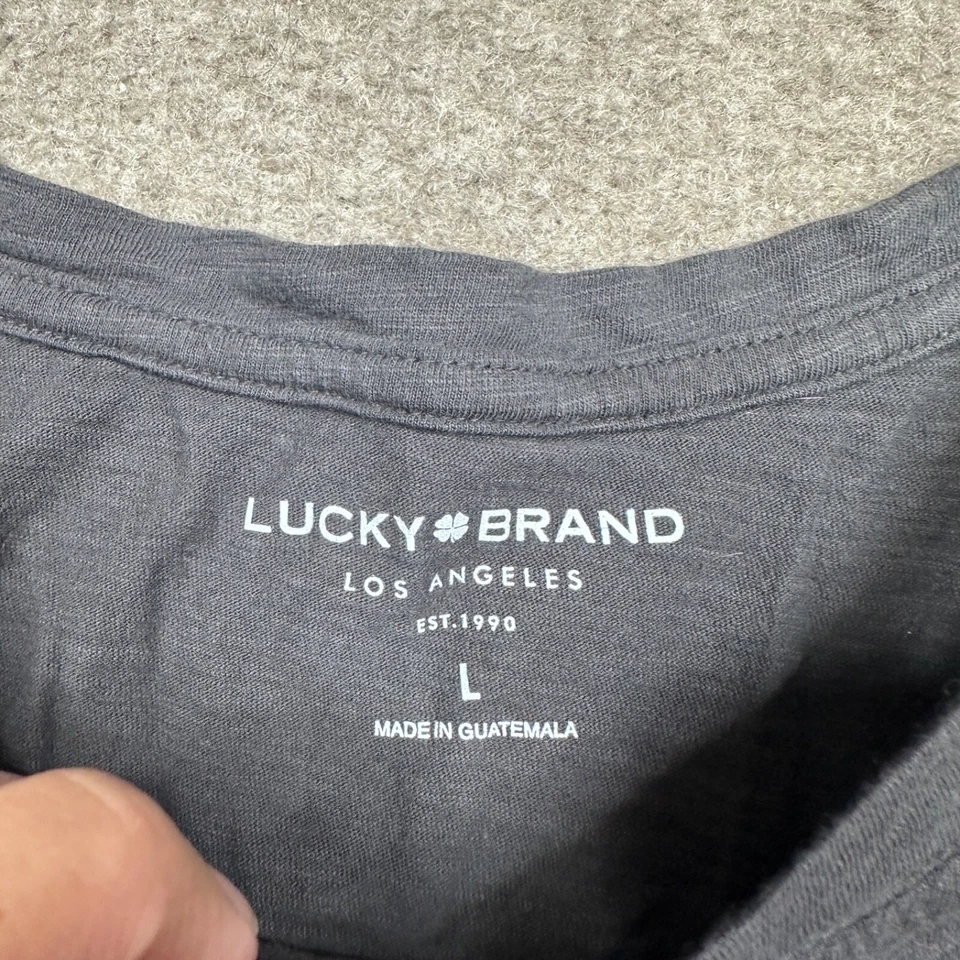 LUCKY BRAND
LOS ANGELES
EST.1990
L
MADE IN GUATEMALA